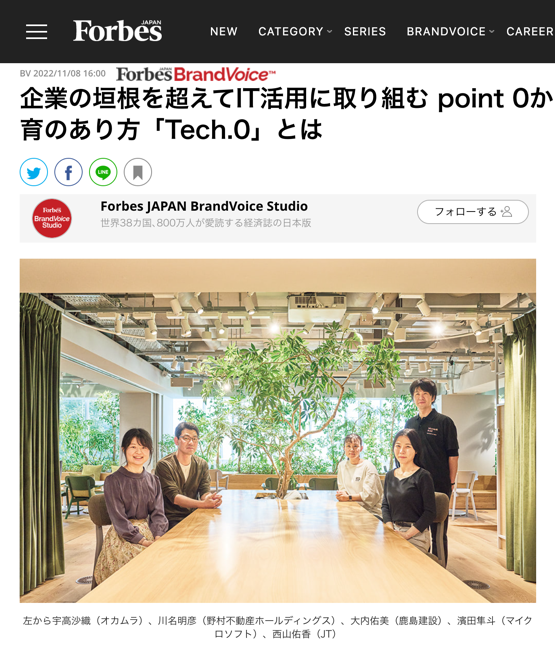 Forbes JAPAN
NEW CATEGORY SERIES BRANDVOICE CAREER
BV 2022/11/08 16:00 Forbes JAPAN BrandVoice™
企業の垣根を超えてIT活用に取り組む point 0か
育のあり方「Tech.0」とは
LINE
Forbes JAPAN BrandVoice Studio
世界38カ国、800万人が愛読する経済誌の日本版
フォローする
Forbes
BrandVoice
Studio
左から宇高沙織（オカムラ）、川名明彦（野村不動産ホールディングス）、大内佑美（鹿島建設）、濱田隼斗（マイク
ロソフト）、西山佑香（JT）